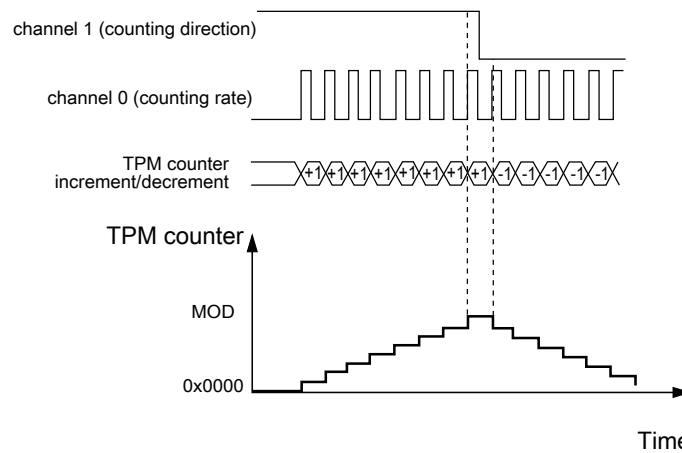 channel 1 (counting direction)
channel 0 (counting rate)
TPM counter
increment/decrement
+1 +1 +1 +1 +1 +1 +1 +1 -1 -1 -1 -1 -1
TPM counter
MOD
0x0000
Time